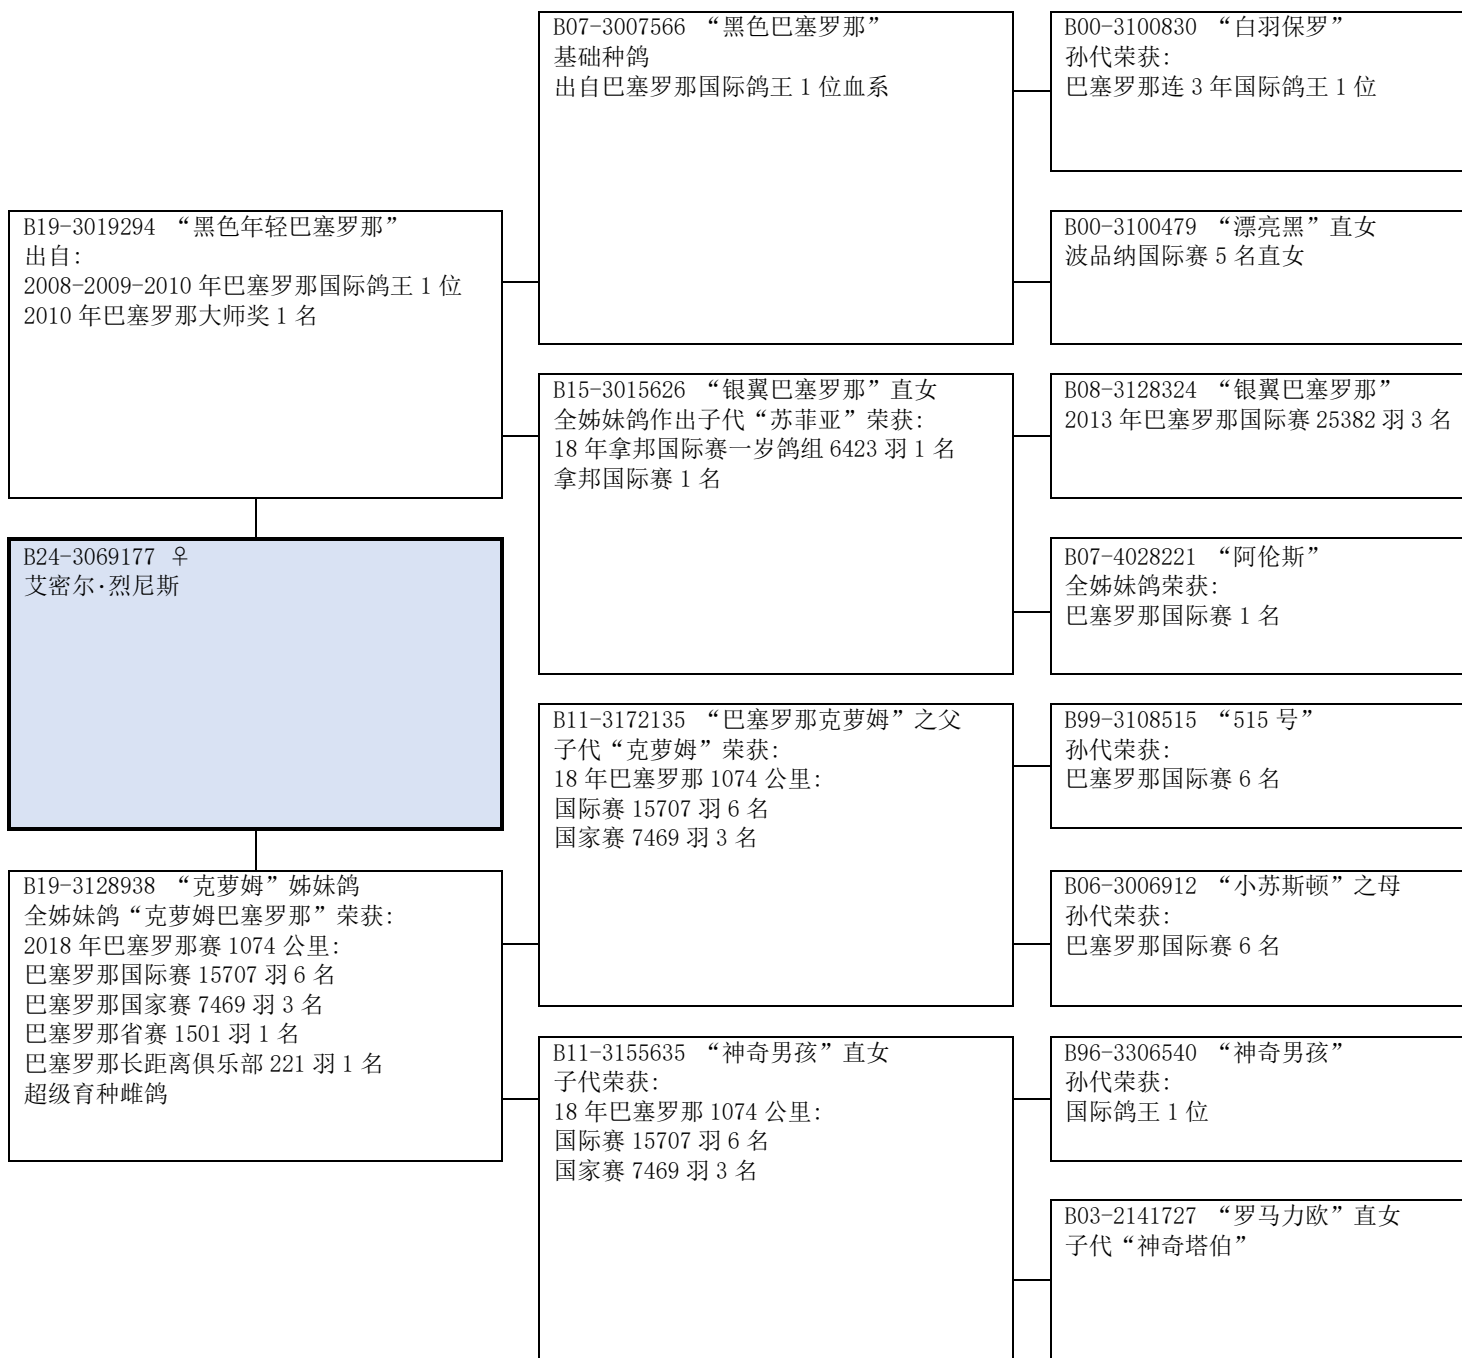 B07-3007566 “黑色巴塞罗那”
基础种鸽
出自巴塞罗那国际鸽王 1 位血系
B00-3100830 “白羽保罗”
孙代荣获:
巴塞罗那连 3 年国际鸽王 1 位
B19-3019294 “黑色年轻巴塞罗那”
出自:
2008-2009-2010 年巴塞罗那国际鸽王 1 位
2010 年巴塞罗那大师奖 1 名
B00-3100479 “漂亮黑”直女
波品纳国际赛 5 名直女
B15-3015626 “银翼巴塞罗那”直女
全姊妹鸽作出子代“苏菲亚”荣获:
18 年拿邦国际赛一岁鸽组 6423 羽 1 名
拿邦国际赛 1 名
B08-3128324 “银翼巴塞罗那”
2013 年巴塞罗那国际赛 25382 羽 3 名
B24-3069177 ♀
艾密尔·烈尼斯
B07-4028221 “阿伦斯”
全姊妹鸽荣获:
巴塞罗那国际赛 1 名
B11-3172135 “巴塞罗那克萝姆”之父
子代“克萝姆”荣获:
18 年巴塞罗那 1074 公里:
国际赛 15707 羽 6 名
国家赛 7469 羽 3 名
B99-3108515 “515 号”
孙代荣获:
巴塞罗那国际赛 6 名
B19-3128938 “克萝姆”姊妹鸽
全姊妹鸽“克萝姆巴塞罗那”荣获:
2018 年巴塞罗那赛 1074 公里:
巴塞罗那国际赛 15707 羽 6 名
巴塞罗那国家赛 7469 羽 3 名
巴塞罗那省赛 1501 羽 1 名
巴塞罗那长距离俱乐部 221 羽 1 名
超级育种雌鸽
B06-3006912 “小苏斯顿”之母
孙代荣获:
巴塞罗那国际赛 6 名
B11-3155635 “神奇男孩”直女
子代荣获:
18 年巴塞罗那 1074 公里:
国际赛 15707 羽 6 名
国家赛 7469 羽 3 名
B96-3306540 “神奇男孩”
孙代荣获:
国际鸽王 1 位
B03-2141727 “罗马力欧”直女
子代“神奇塔伯”